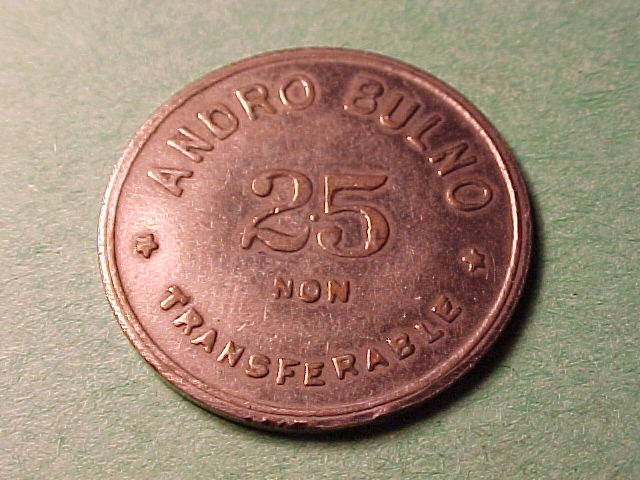 ANDRO BULNO
25
NON
TRANSFERABLE